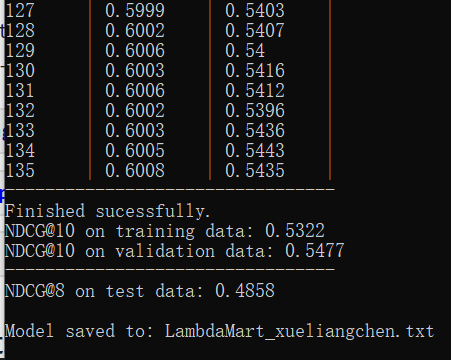 127 | 0.5999 | 0.5403 |
128 | 0.6002 | 0.5407 |
129 | 0.6006 | 0.54 |
130 | 0.6003 | 0.5416 |
131 | 0.6006 | 0.5412 |
132 | 0.6002 | 0.5396 |
133 | 0.6003 | 0.5436 |
134 | 0.6005 | 0.5443 |
135 | 0.6008 | 0.5435 |
---------------------------------
Finished sucessfully.
NDCG@10 on training data: 0.5322
NDCG@10 on validation data: 0.5477
---------------------------------
NDCG@8 on test data: 0.4858
Model saved to: LambdaMart_xueliangchen.txt